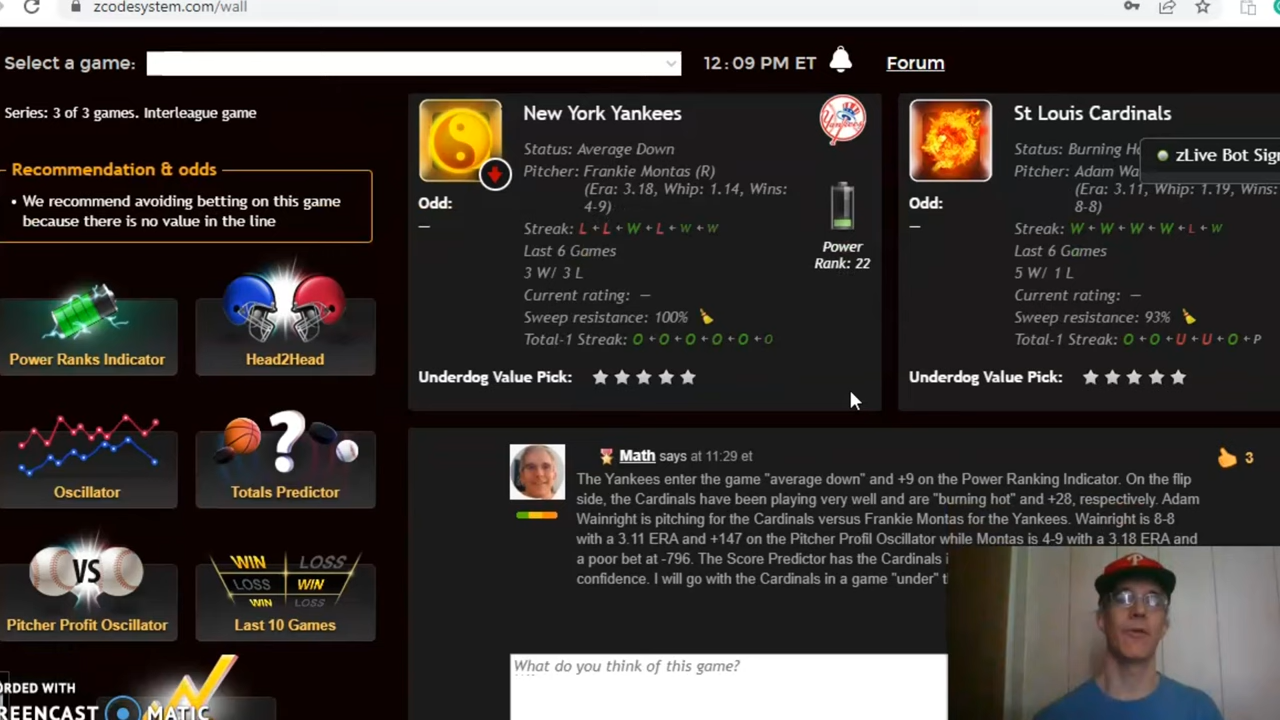 zcodesystem.com/wall
Select a game:
12:09 PM ET
Forum
Series: 3 of 3 games. Interleague game
Recommendation & odds
• We recommend avoiding betting on this game
because there is no value in the line
Power Ranks Indicator
Head2Head
Oscillator
?
Totals Predictor
VS
Pitcher Profit Oscillator
WIN LOSS
LOSS WIN
WIN LOSS
Last 10 Games
New York Yankees
Yankees
Status: Average Down
Pitcher: Frankie Montas (R)
(Era: 3.18, Whip: 1.14, Wins:
4-9)
Odd:
—
Streak: L ← L ← W ← L ← W ← W
Last 6 Games
3 W/ 3 L
Current rating: —
Sweep resistance: 100%
Total-1 Streak: O ← O ← O ← O ← O ← O
Power
Rank: 22
Underdog Value Pick:
St Louis Cardinals
Status: Burning Ho
zLive Bot Sign
Pitcher: Adam Wa
(Era: 3.11, Whip: 1.19, Wins:
8-8)
Odd:
—
Streak: W ← W ← W ← W ← L ← W
Last 6 Games
5 W/ 1 L
Current rating: —
Sweep resistance: 93%
Total-1 Streak: O ← O ← U ← U ← O ← P
Underdog Value Pick:
Math says at 11:29 et
3
The Yankees enter the game "average down" and +9 on the Power Ranking Indicator. On the flip
side, the Cardinals have been playing very well and are "burning hot" and +28, respectively. Adam
Wainright is pitching for the Cardinals versus Frankie Montas for the Yankees. Wainright is 8-8
with a 3.11 ERA and +147 on the Pitcher Profil Oscillator while Montas is 4-9 with a 3.18 ERA and
a poor bet at -796. The Score Predictor has the Cardinals i
confidence. I will go with the Cardinals in a game "under" t
What do you think of this game?
P
ORDED WITH
REENCAST MATIC